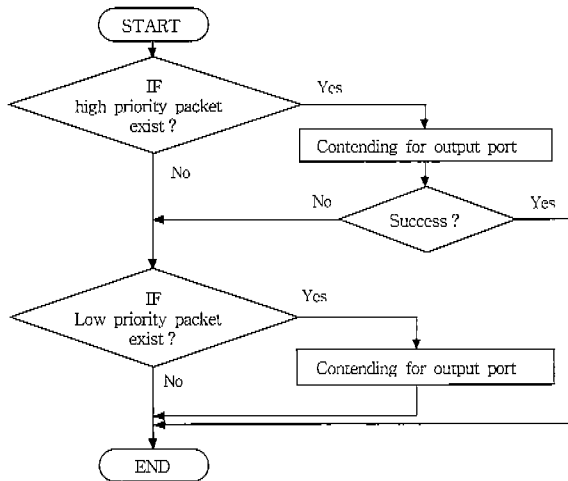 START
IF
high priority packet
exist?
Yes
Contending for output port
No
No
Success?
Yes
IF
Low priority packet
exist?
Yes
Contending for output port
No
END